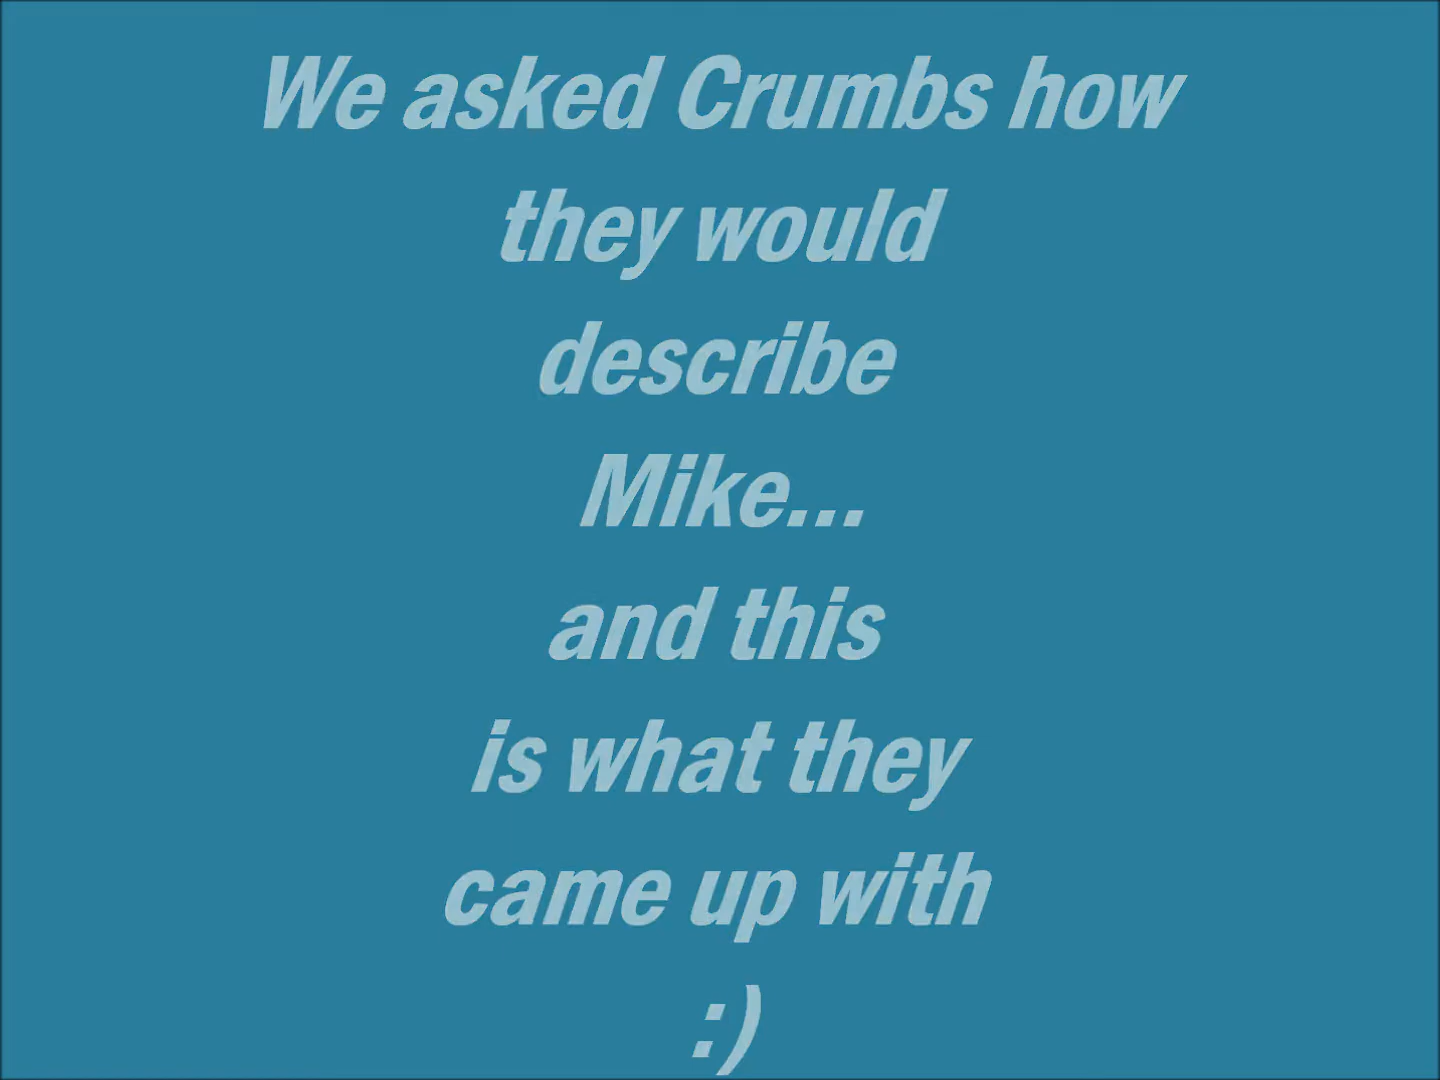 We asked Crumbs how
they would
describe
Mike...
and this
is what they
came up with
:)